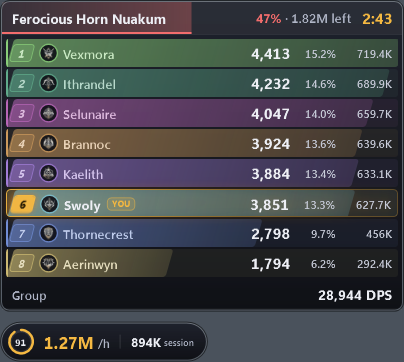 Ferocious Horn Nuakum 47% · 1.82M left 2:43
1 Vexmora 4,413 15.2% 719.4K
2 Ithrandel 4,232 14.6% 689.9K
3 Selunaire 4,047 14.0% 659.7K
4 Brannoc 3,924 13.6% 639.6K
5 Kaelith 3,884 13.4% 633.1K
6 Swoly YOU 3,851 13.3% 627.7K
7 Thornecrest 2,798 9.7% 456K
8 Aerinwyn 1,794 6.2% 292.4K
Group 28,944 DPS
91 1.27M /h 894K session